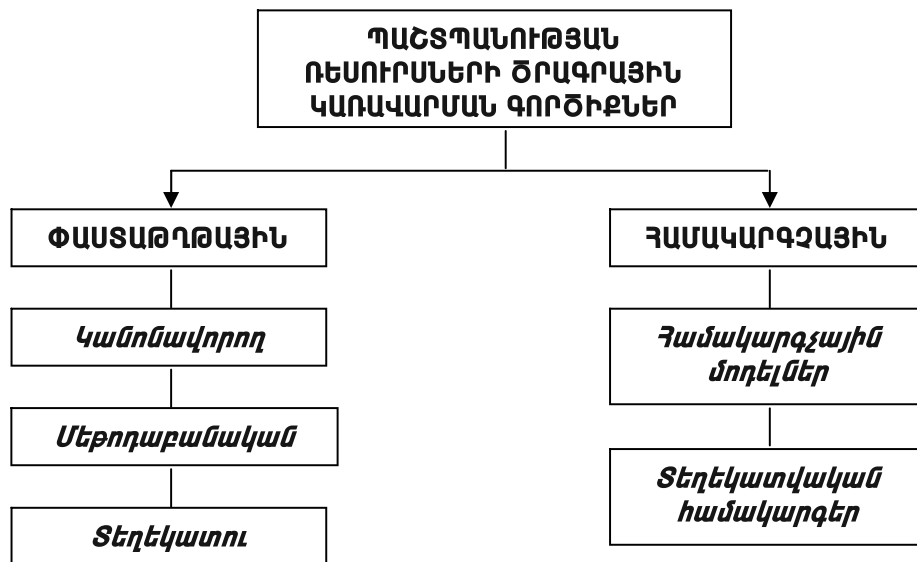 ՊԱՇՏՊԱՆՈՒԹՅԱՆ
ՌԵՍՈՒՐՍՆԵՐԻ ԾՐԱԳՐԱՅԻՆ
ԿԱՌԱՎԱՐՄԱՆ ԳՈՐԾԻՔՆԵՐ
ՓԱՍՏԱԹՂԹԱՅԻՆ
Կանոնավորող
Մեթոդաբանական
Տեղեկատու
ՀԱՄԱԿԱՐԳՉԱՅԻՆ
Համակարգչային
մոդելներ
Տեղեկատվական
համակարգեր